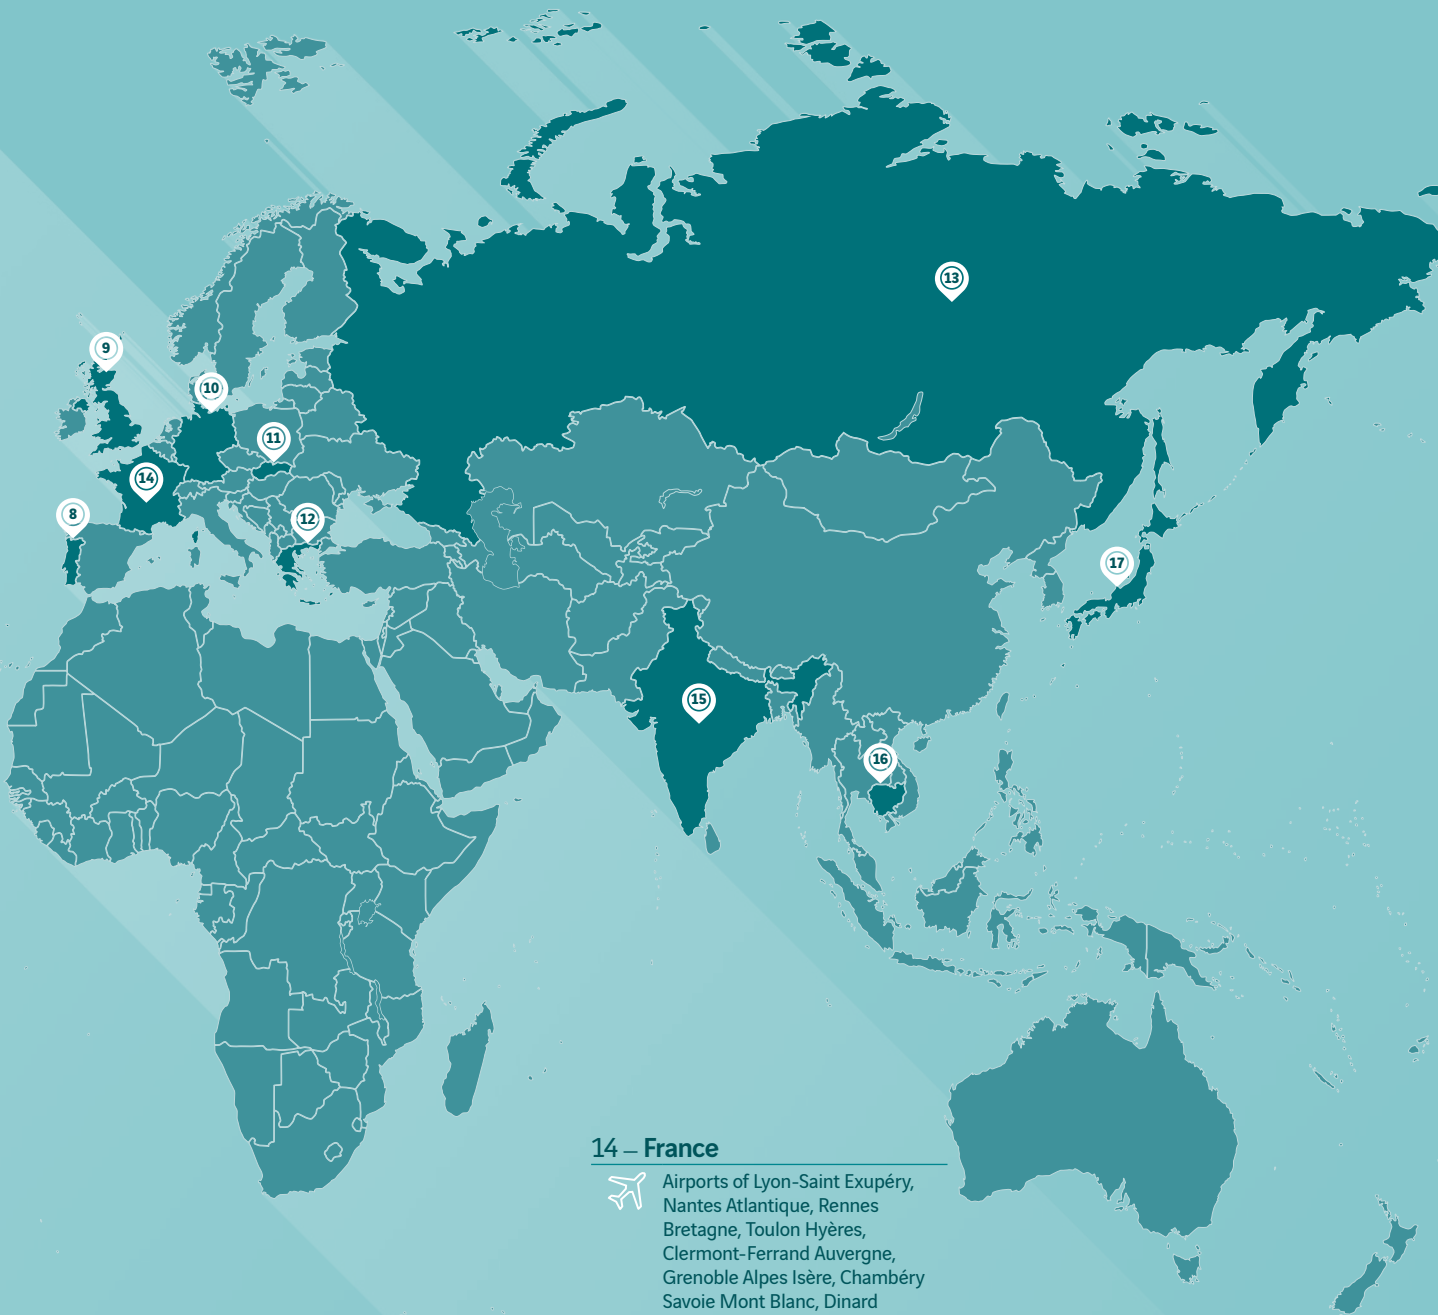 13
9
10
11
14
8
12
17
15
16
14 – France
Airports of Lyon-Saint Exupéry,
Nantes Atlantique, Rennes
Bretagne, Toulon Hyères,
Clermont-Ferrand Auvergne,
Grenoble Alpes Isère, Chambéry
Savoie Mont Blanc, Dinard